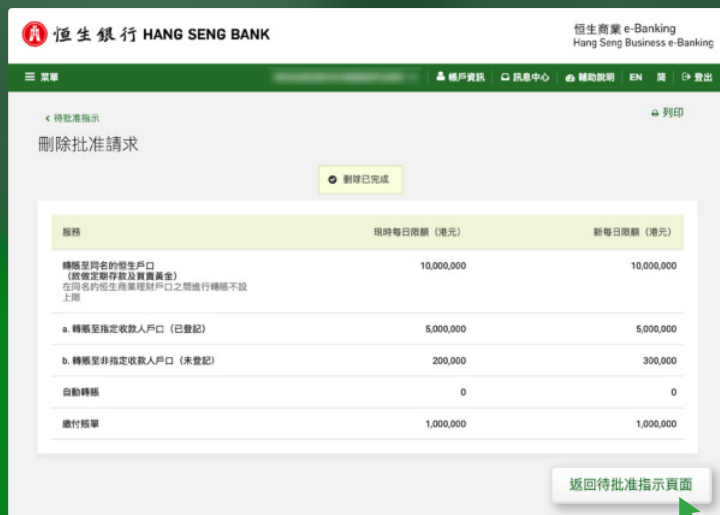 恒生銀行 HANG SENG BANK
恒生商業 e-Banking
Hang Seng Business e-Banking
菜單
帳戶資訊
訊息中心
輔助說明
EN
简
登出
待批准指示
列印
刪除批准請求
刪除已完成
服務 現時每日限額（港元） 新每日限額（港元）
轉賬至同名的恒生戶口 10,000,000 10,000,000
（敘做定期存款及買賣黃金）
在同名的恒生商業理財戶口之間進行轉賬不設
上限
a. 轉賬至指定收款人戶口（已登記） 5,000,000 5,000,000
b. 轉賬至非指定收款人戶口（未登記） 200,000 300,000
自動轉賬 0 0
繳付賬單 1,000,000 1,000,000
返回待批准指示頁面